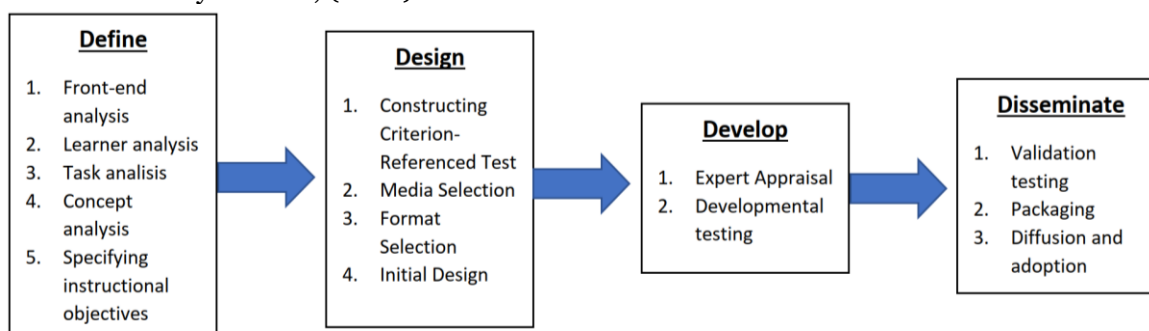 Define
1. Front-end
analysis
2. Learner analysis
3. Task analisis
4. Concept
analysis
5. Specifying
instructional
objectives
Design
1. Constructing
Criterion-
Referenced Test
2. Media Selection
3. Format
Selection
4. Initial Design
Develop
1. Expert Appraisal
2. Developmental
testing
Disseminate
1. Validation
testing
2. Packaging
3. Diffusion and
adoption